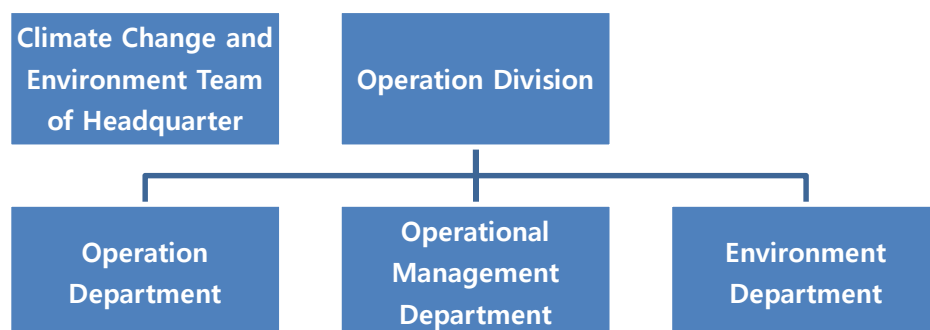 Climate Change and
Environment Team
of Headquarter
Operation Division
Operation
Department
Operational
Management
Department
Environment
Department